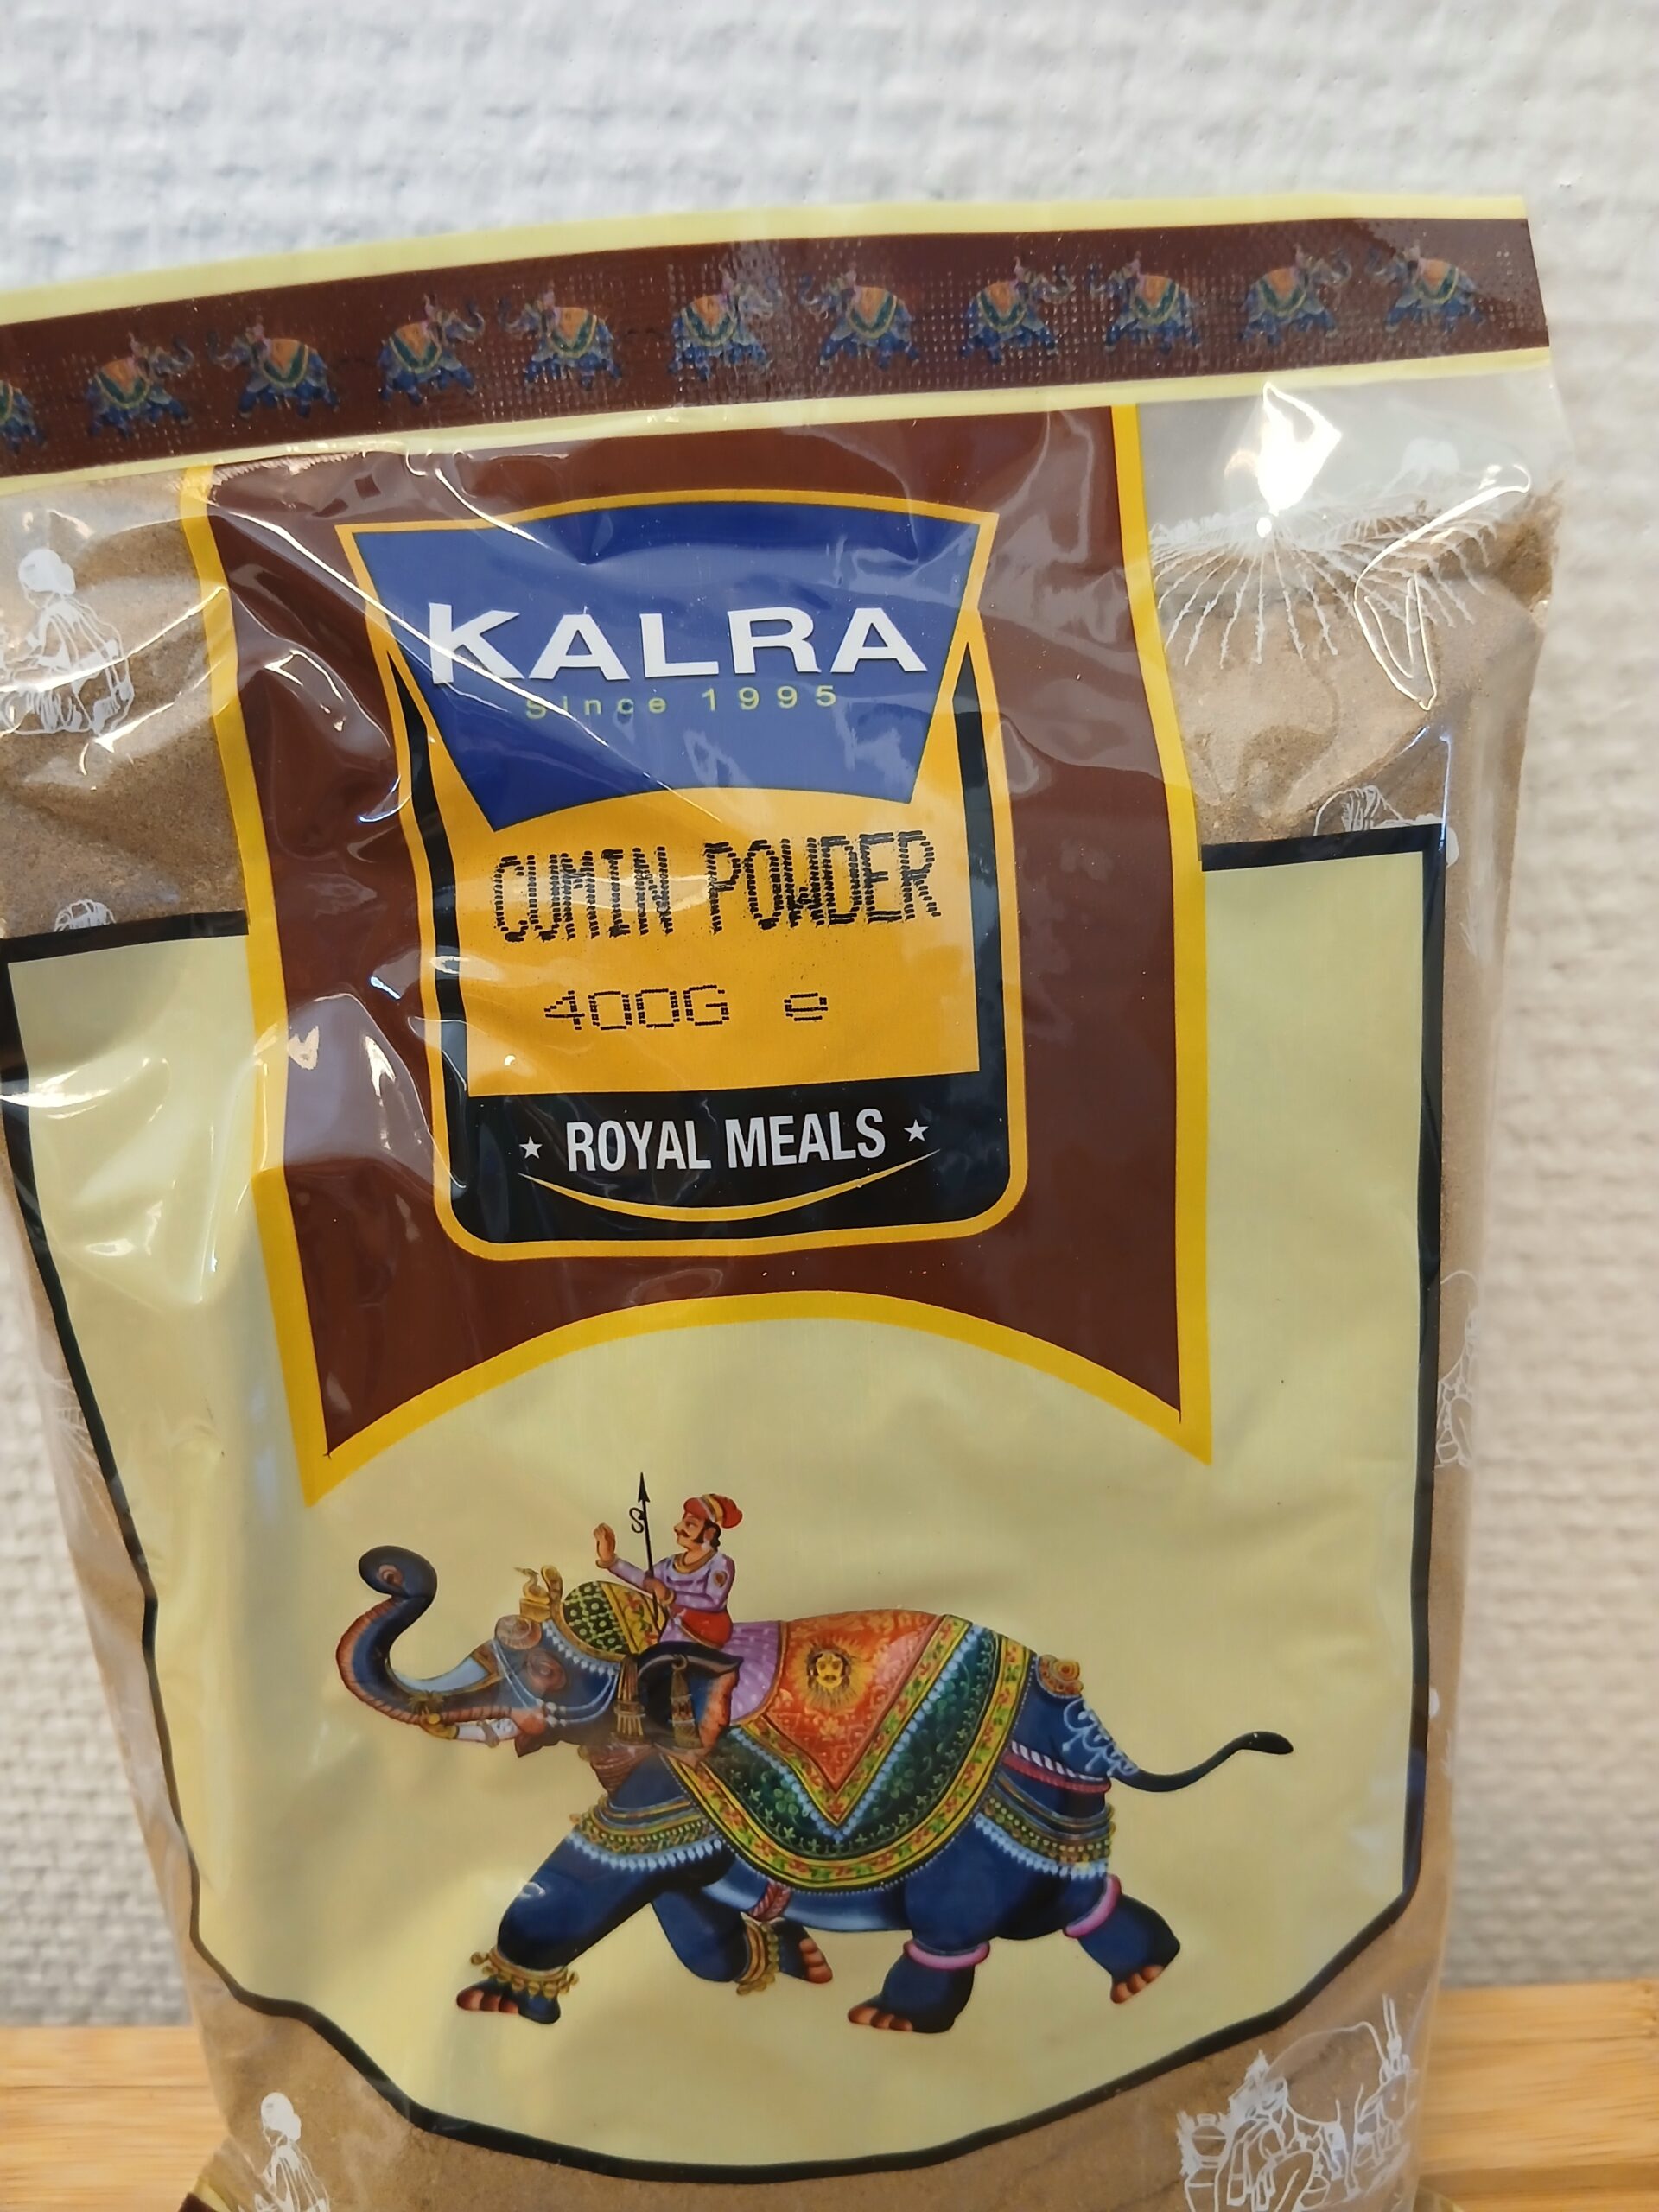 KALRA
Since 1995
CUMIN POWDER
400G e
★ ROYAL MEALS ★